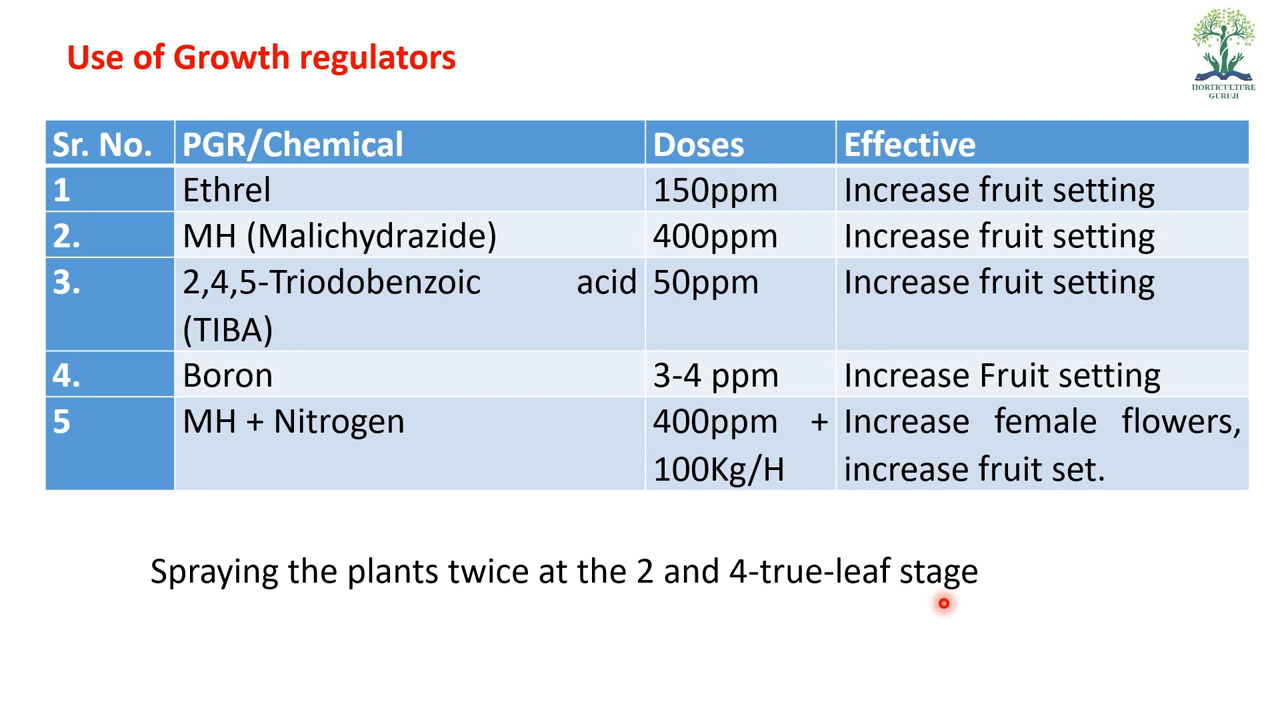 Use of Growth regulators
HORTICULTURE
GURUJI
Sr. No. PGR/Chemical Doses Effective
1 Ethrel 150ppm Increase fruit setting
2. MH (Malichydrazide) 400ppm Increase fruit setting
3. 2,4,5-Triodobenzoic acid 50ppm Increase fruit setting
(TIBA)
4. Boron 3-4 ppm Increase Fruit setting
5 MH + Nitrogen 400ppm + Increase female flowers,
100Kg/H increase fruit set.
Spraying the plants twice at the 2 and 4-true-leaf stage